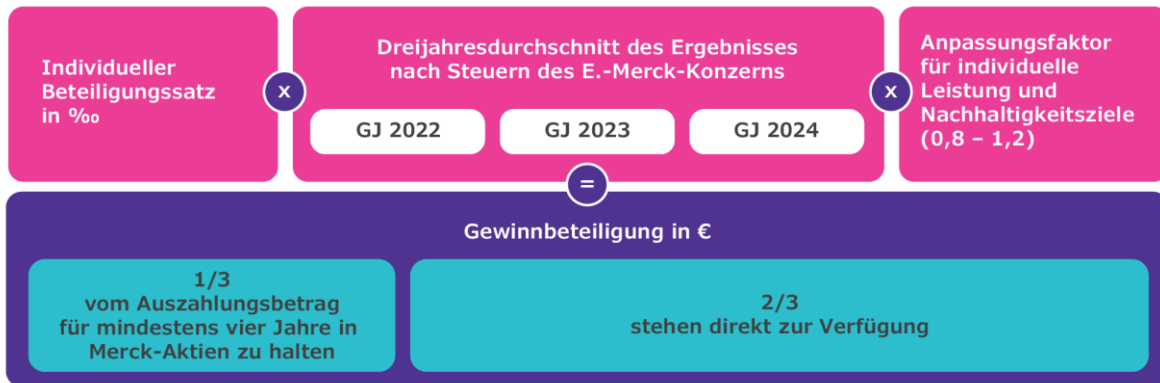 Individueller
Beteiligungssatz
in ‰
x
Dreijahresdurchschnitt des Ergebnisses
nach Steuern des E.-Merck-Konzerns
GJ 2022
GJ 2023
GJ 2024
x
Anpassungsfaktor
für individuelle
Leistung und
Nachhaltigkeitsziele
(0,8 – 1,2)
=
Gewinnbeteiligung in €
1/3
vom Auszahlungsbetrag
für mindestens vier Jahre in
Merck-Aktien zu halten
2/3
stehen direkt zur Verfügung